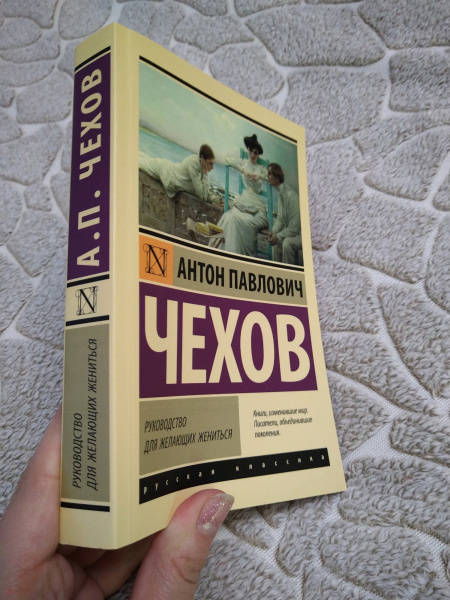 А.П. ЧЕХОВ
N
РУКОВОДСТВО
ДЛЯ ЖЕЛАЮЩИХ ЖЕНИТЬСЯ
N
АНТОН ПАВЛОВИЧ
ЧЕХОВ
РУКОВОДСТВО
ДЛЯ ЖЕЛАЮЩИХ ЖЕНИТЬСЯ
Книги, изменившие мир.
Писатели, объединившие
поколения.
русская классика